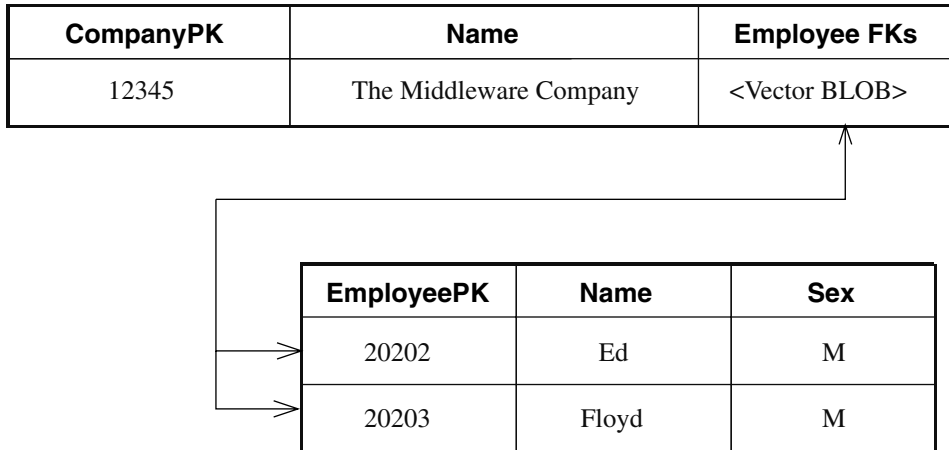 CompanyPK Name Employee FKs
12345 The Middleware Company <Vector BLOB>
EmployeePK Name Sex
20202 Ed M
20203 Floyd M